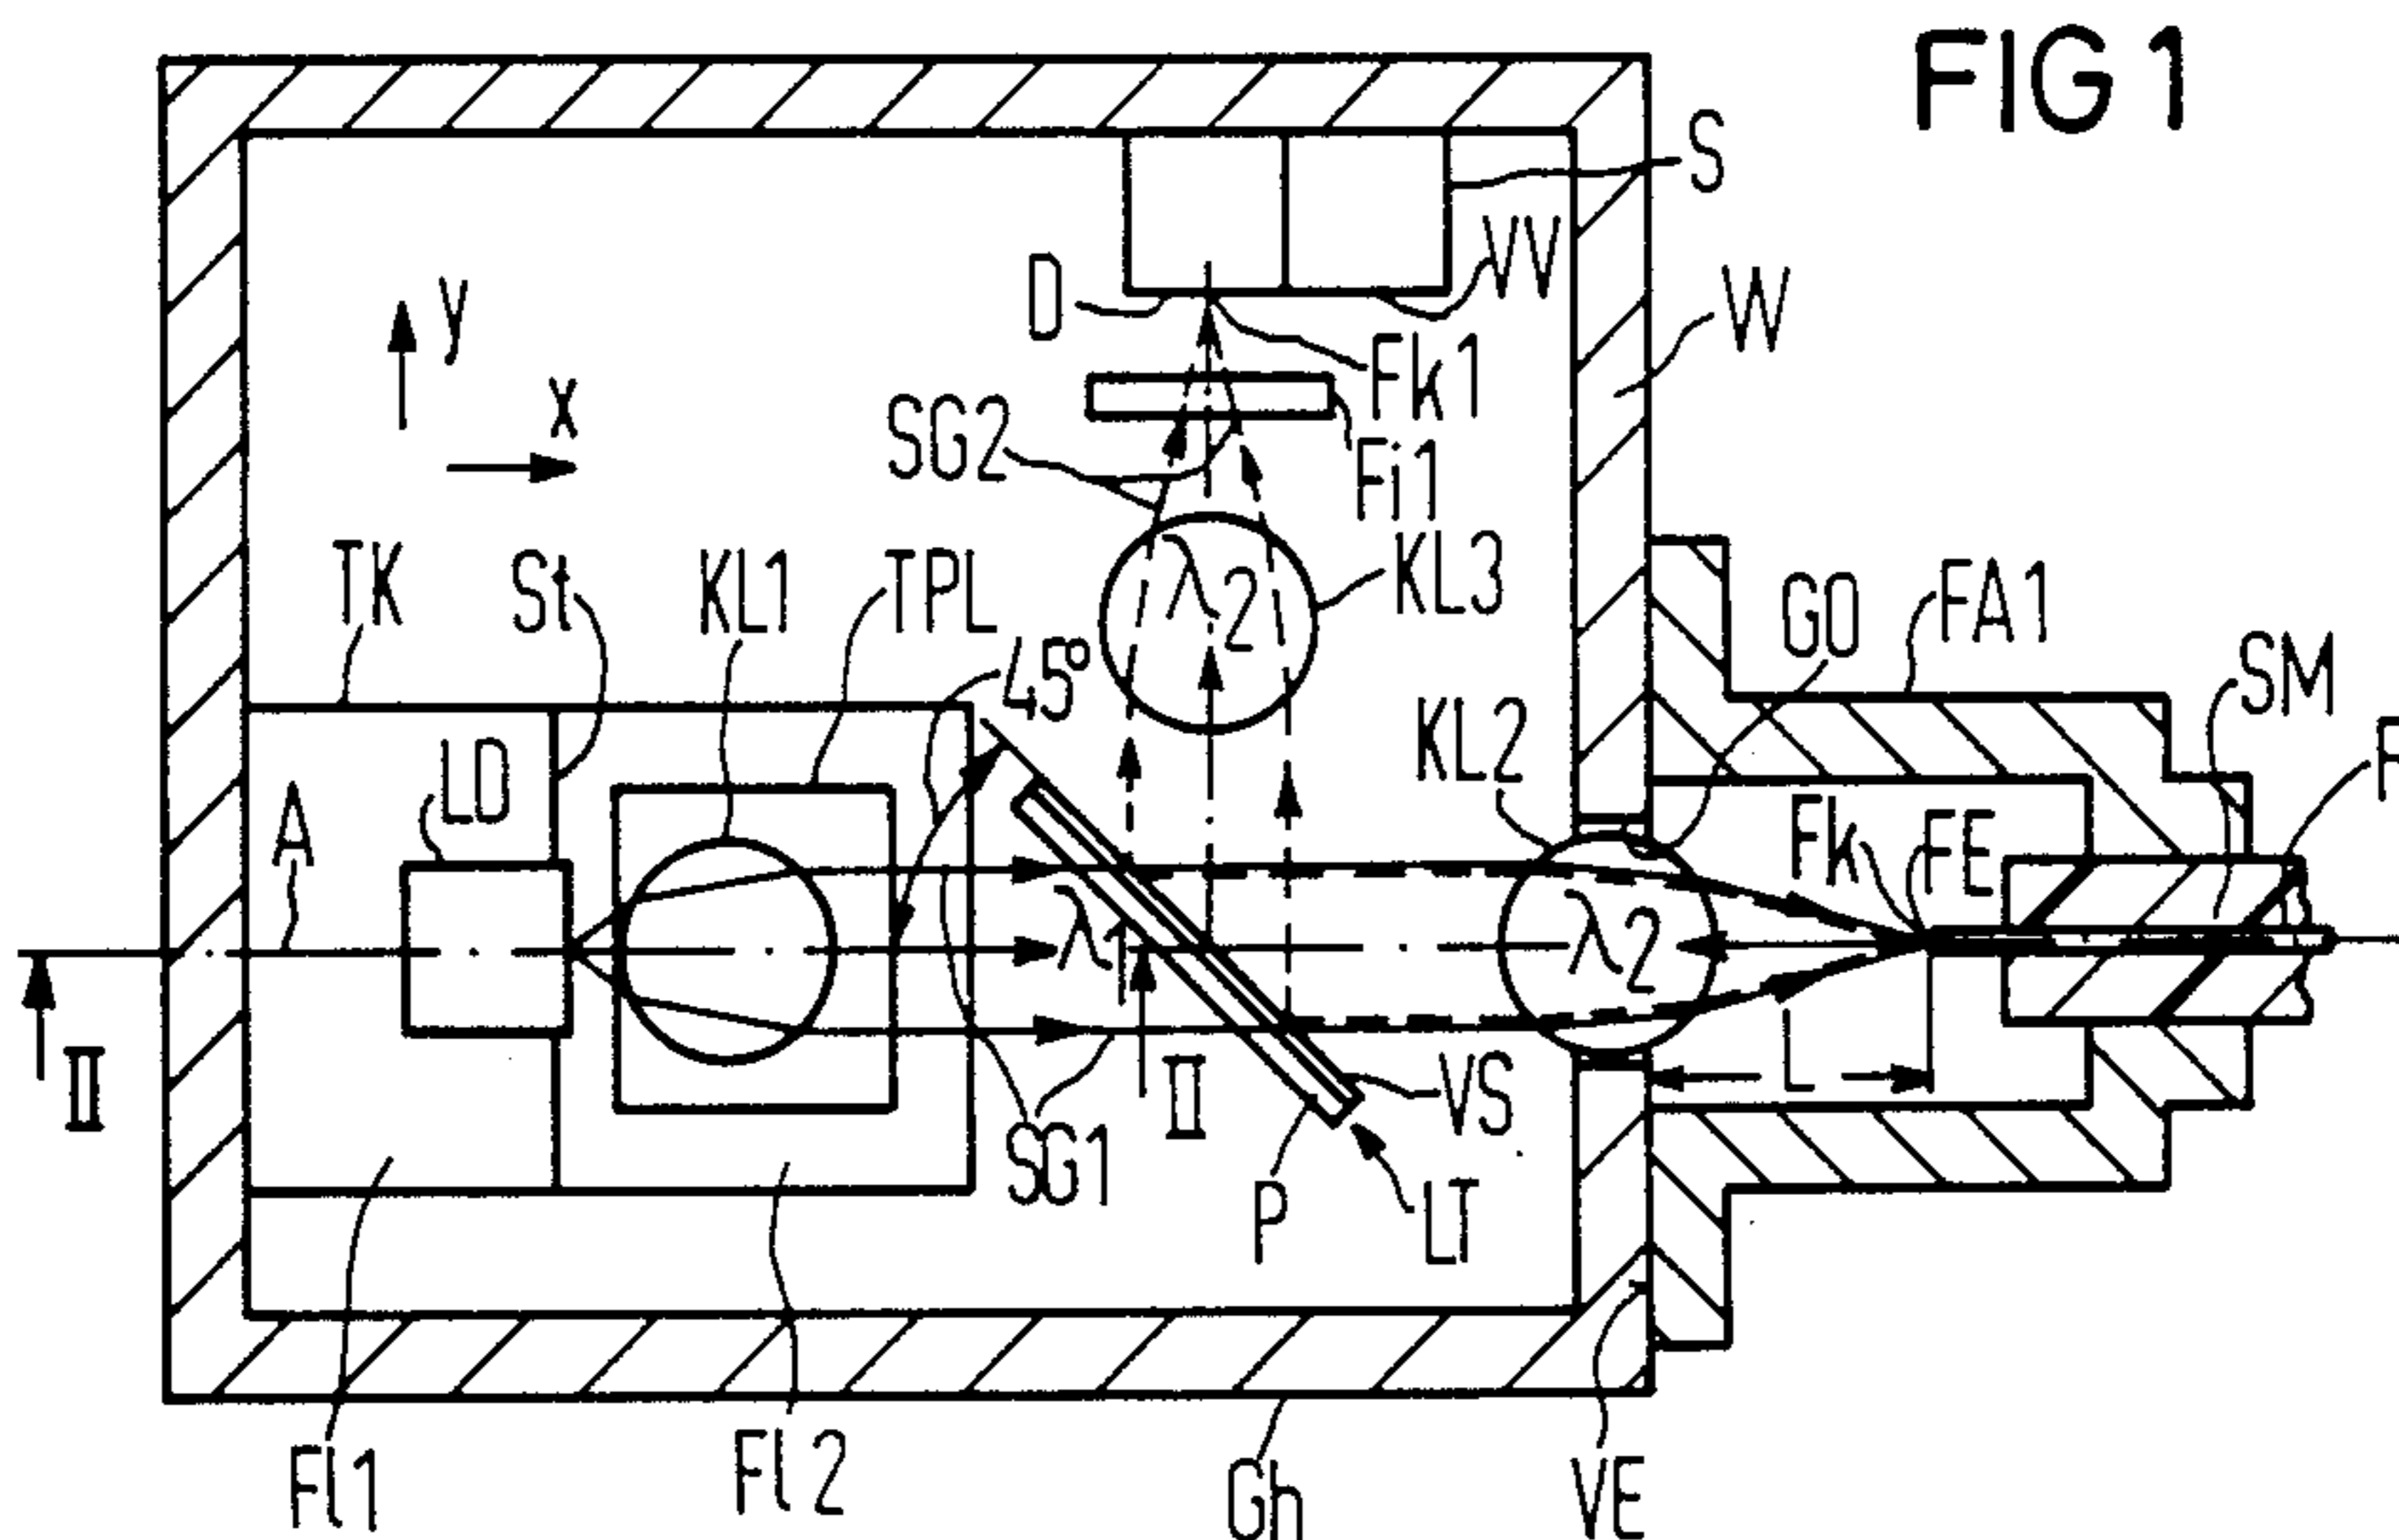 FIG 1
S
VV
D
y
W
Fk1
x
SG2
Fi1
TK
St
KL1
TPL
λ2
KL3
GO
FA1
45°
SM
KL2
LD
A
Fk
FE
λ1
λ2
II
L
II
VS
SG1
P
LT
Fl1
Fl2
Gh
VE